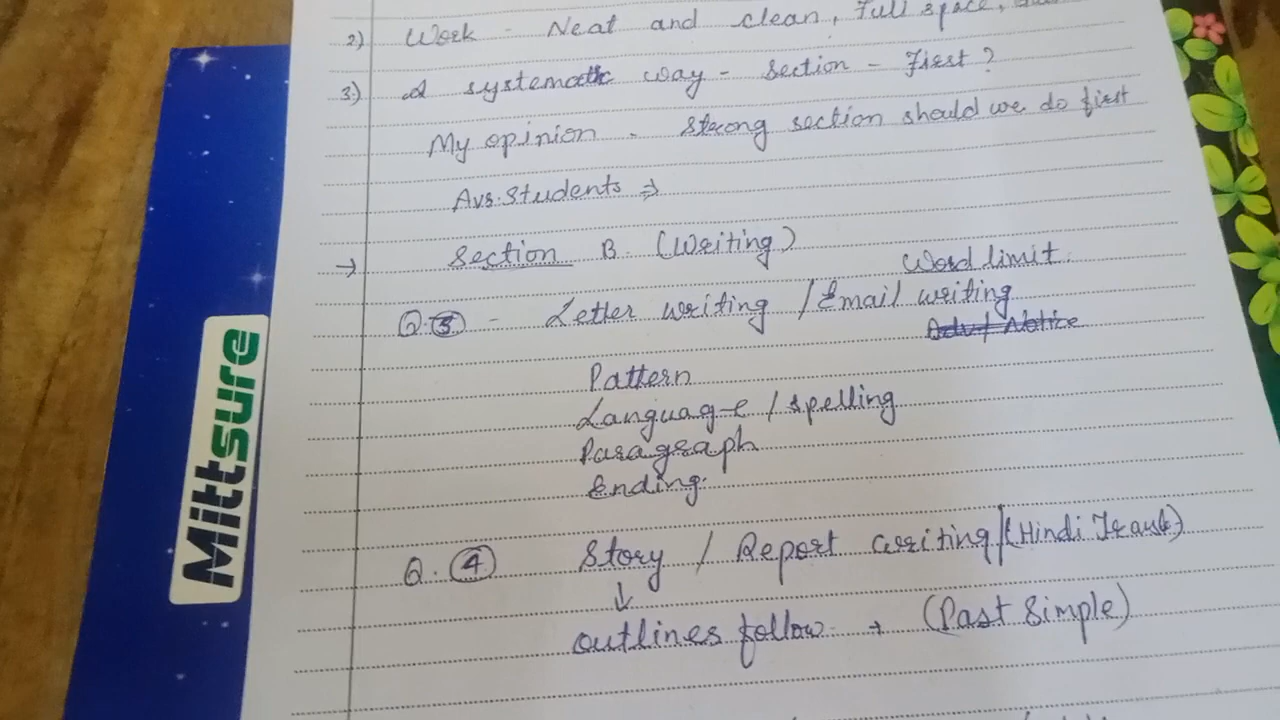 2) Work - Neat and clean, Full space,
3.) A systematic way - Section - First ?
My opinion - Strong section should we do first
Avg. Students ⇒
→ Section B. (Writing)
Word limit.
Q.③ - Letter writing / Email writing
Adv / Notice
Pattern
Language / spelling
Paragraph
Ending.
Q. ④ Story / Report writing / (Hindi Transt)
↓
outlines follow → (Past Simple)
Mittsure